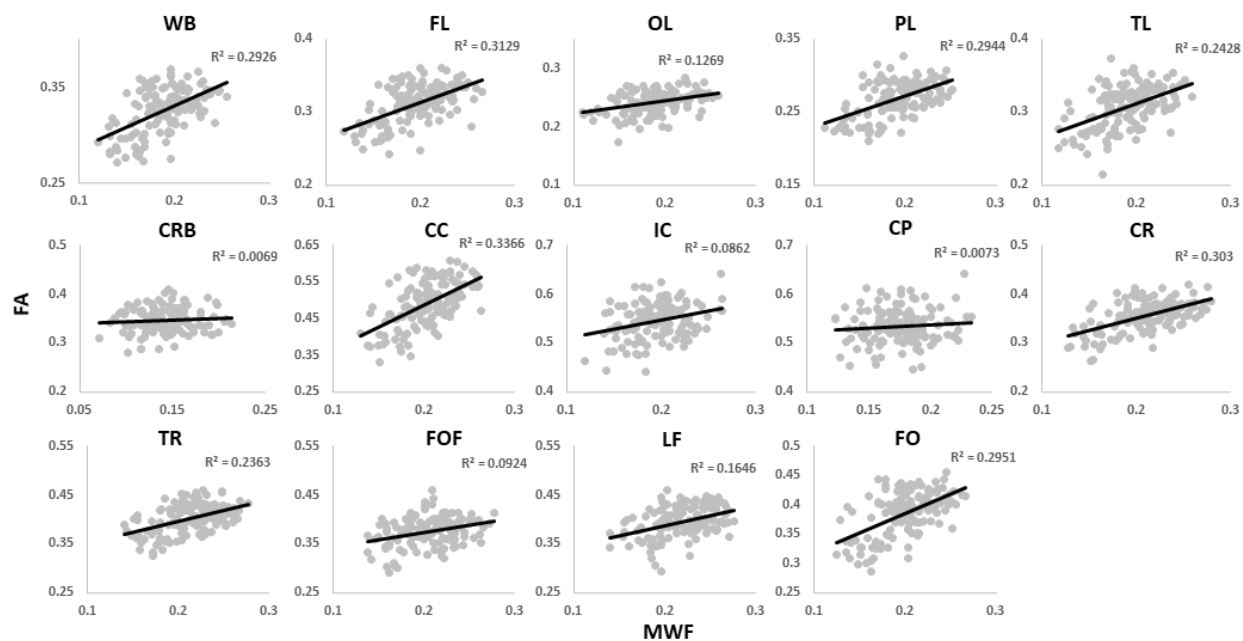 WB FL OL PL TL
R² = 0.2926 R² = 0.3129 R² = 0.1269 R² = 0.2944 R² = 0.2428
0.4 0.35 0.4
0.35 0.3
0.3 0.2 0.25 0.3
0.25 0.2 0.1 0.15 0.2
0.1 0.2 0.3 0.1 0.2 0.3 0.1 0.2 0.3 0.1 0.2 0.3 0.1 0.2 0.3
CRB CC IC CP CR
R² = 0.0069 R² = 0.3366 R² = 0.0862 R² = 0.0073 R² = 0.303
0.5 0.65 0.7 0.7 0.5
0.55
0.4 0.6 0.6 0.4
0.45
0.3 0.35 0.5 0.5 0.3
0.2 0.25 0.4 0.4 0.2
0.05 0.15 0.25 0.1 0.2 0.3 0.1 0.2 0.3 0.1 0.15 0.2 0.25 0.1 0.2 0.3
FA
TR FOF LF FO
R² = 0.2363 R² = 0.0924 R² = 0.1646 R² = 0.2951
0.55 0.55 0.55 0.5
0.45 0.45 0.45 0.45
0.4
0.35 0.35 0.35 0.35
0.3
0.25 0.25 0.25 0.25
0.1 0.2 0.3 0.1 0.2 0.3 0.1 0.2 0.3 0.1 0.2 0.3
MWF